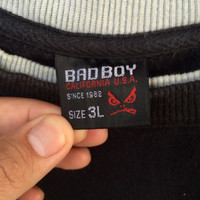 BAD BOY
CALIFORNIA U.S.A.
SINCE 1982
SIZE 3L